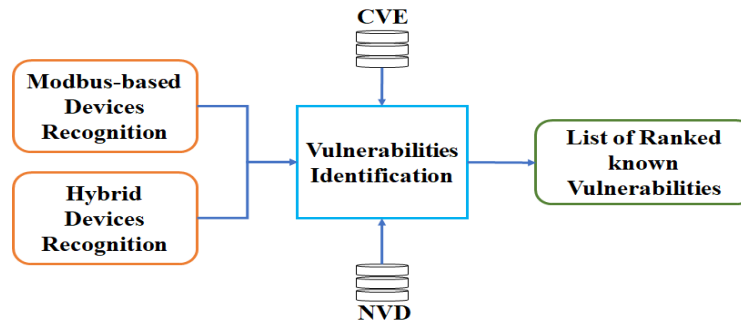 CVE
Modbus-based
Devices
Recognition
Hybrid
Devices
Recognition
Vulnerabilities
Identification
List of Ranked
known
Vulnerabilities
NVD